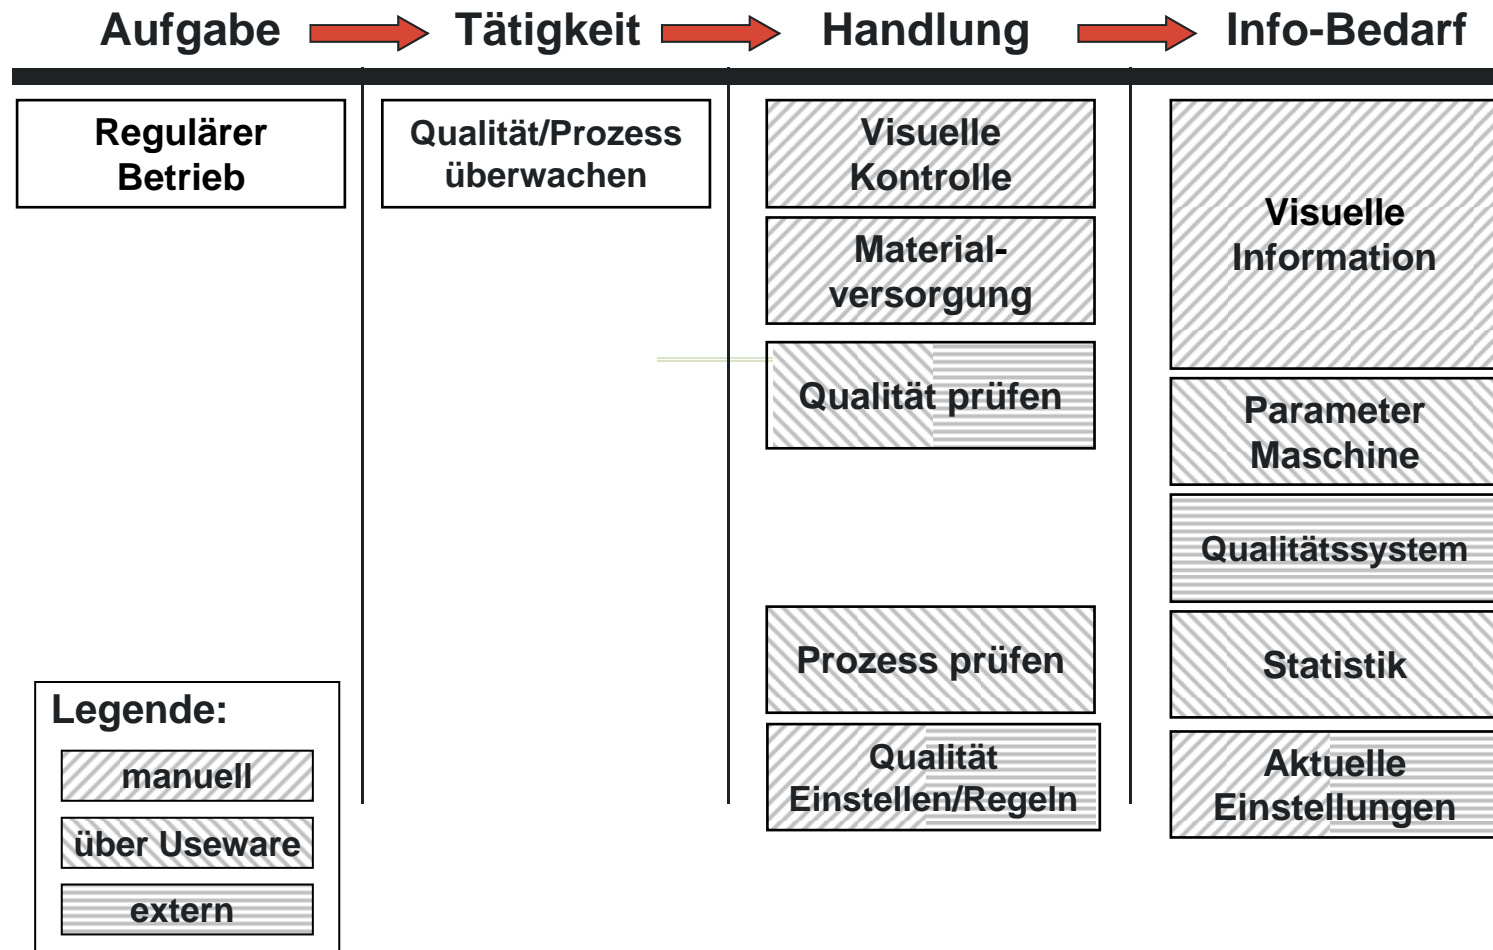 Aufgabe Tätigkeit Handlung Info-Bedarf
Regulärer
Betrieb
Qualität/Prozess
überwachen
Visuelle
Kontrolle
Material-
versorgung
Qualität prüfen
Prozess prüfen
Qualität
Einstellen/Regeln
Visuelle
Information
Parameter
Maschine
Qualitätssystem
Statistik
Aktuelle
Einstellungen
Legende:
manuell
über Useware
extern